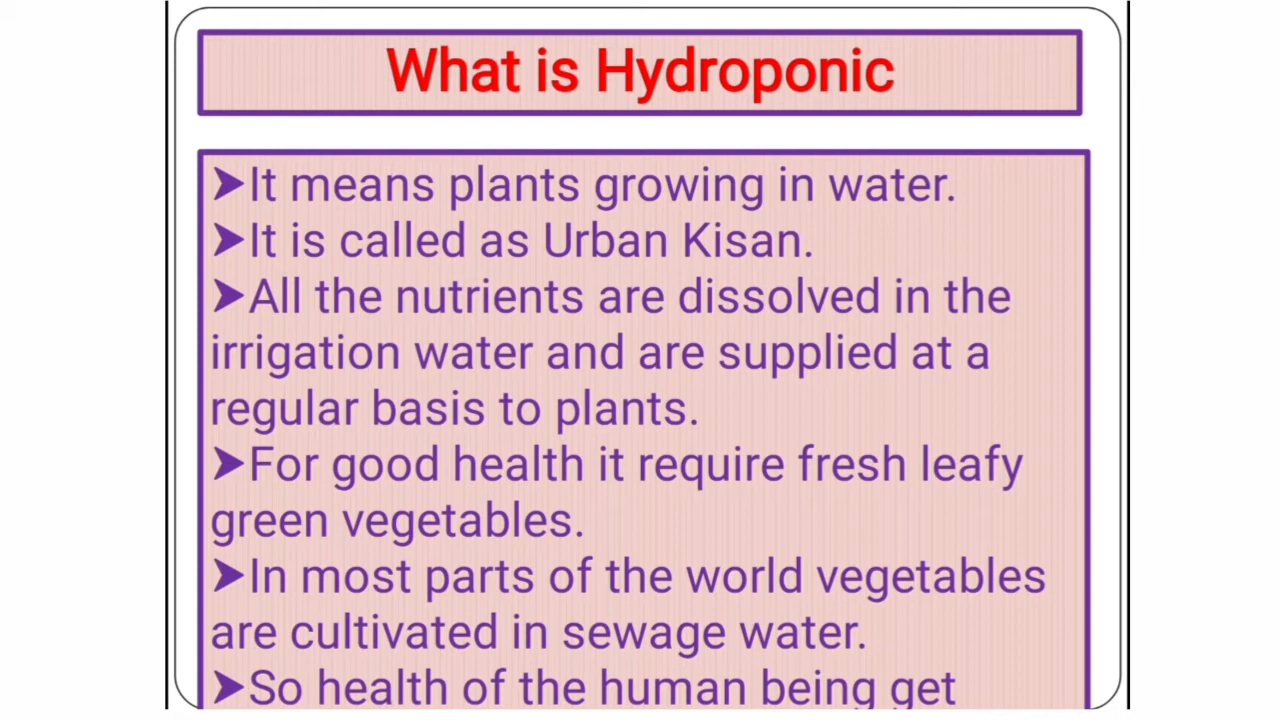 What is Hydroponic
➤It means plants growing in water.
➤It is called as Urban Kisan.
➤All the nutrients are dissolved in the
irrigation water and are supplied at a
regular basis to plants.
➤For good health it require fresh leafy
green vegetables.
➤In most parts of the world vegetables
are cultivated in sewage water.
➤So health of the human being get